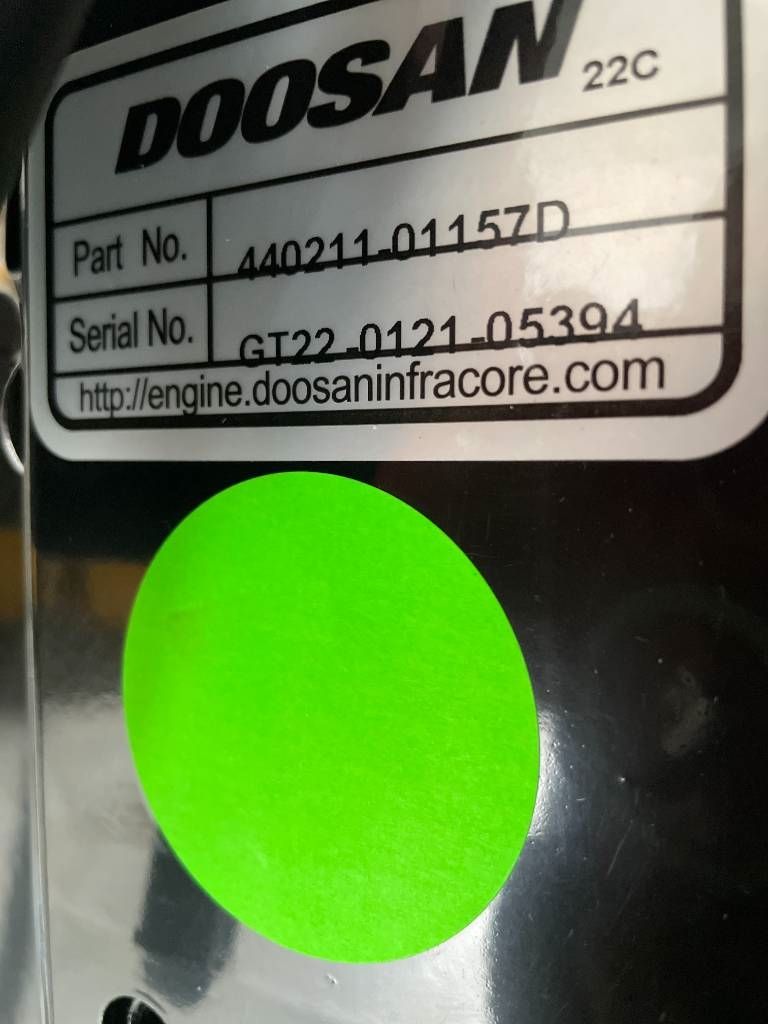 DOOSAN 22C
Part No. 440211-01157D
Serial No. GT22-0121-05394
http://engine.doosaninfracore.com